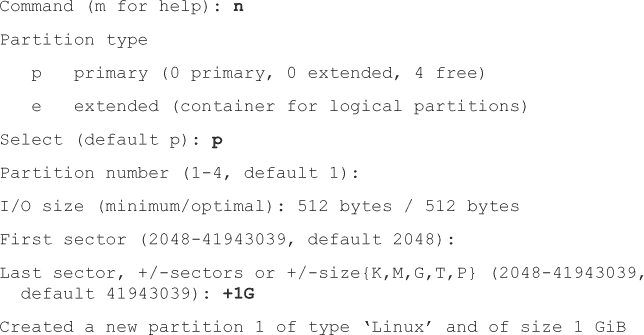 Command (m for help): n
Partition type
p   primary (0 primary, 0 extended, 4 free)
e   extended (container for logical partitions)
Select (default p): p
Partition number (1-4, default 1):
I/O size (minimum/optimal): 512 bytes / 512 bytes
First sector (2048-41943039, default 2048):
Last sector, +/-sectors or +/-size{K,M,G,T,P} (2048-41943039,
default 41943039): +1G
Created a new partition 1 of type ‘Linux’ and of size 1 GiB